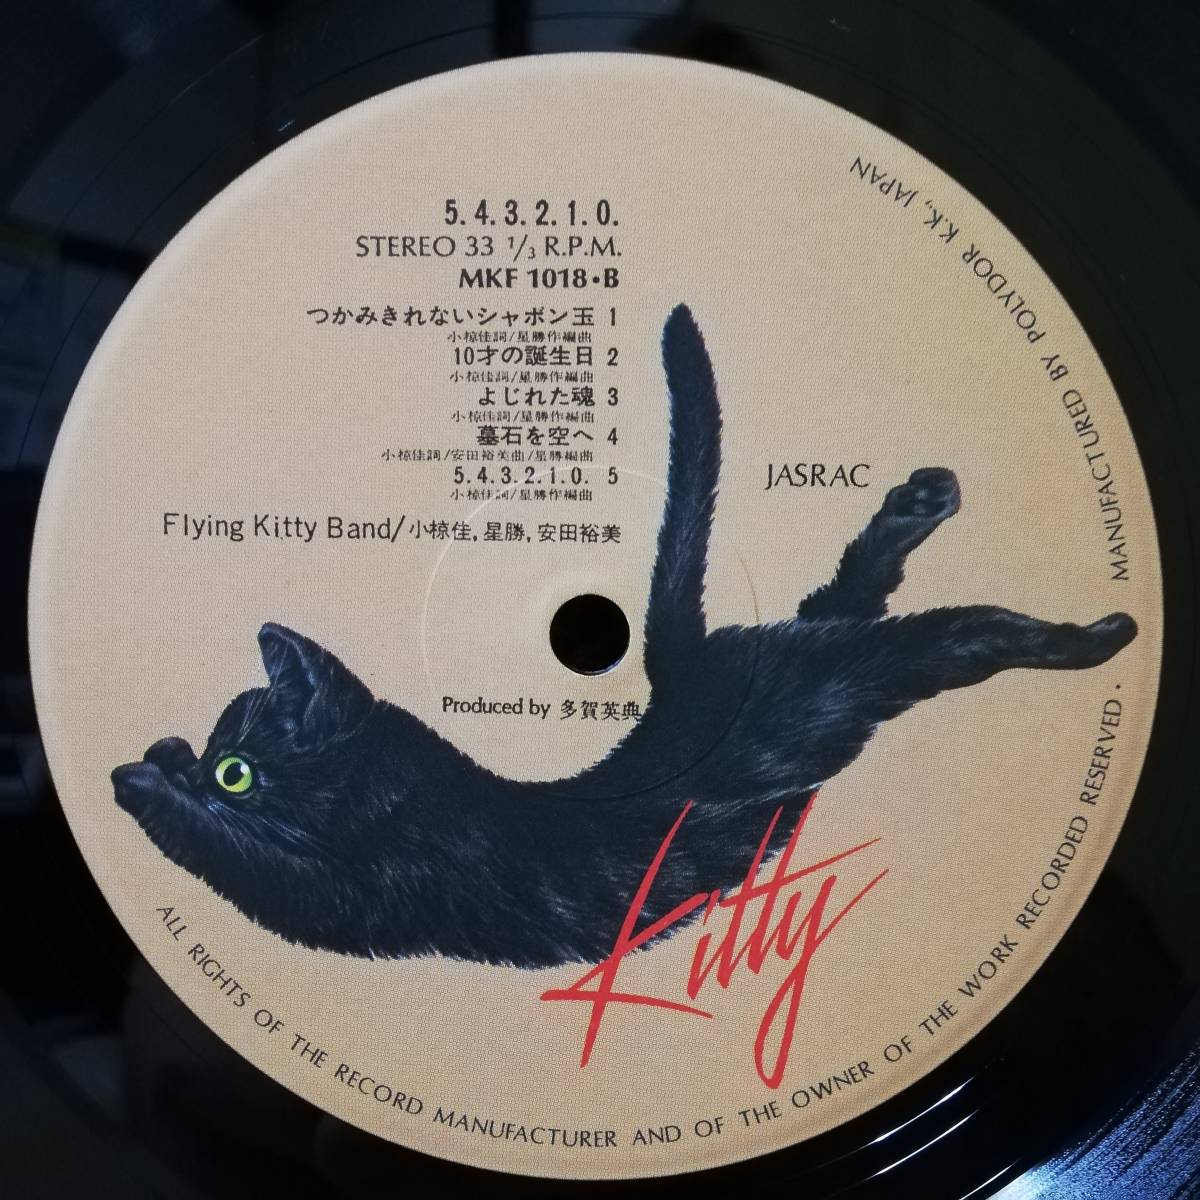 5.4.3.2.1.0.
STEREO 33 1/3 R.P.M.
MKF 1018•B
つかみきれないシャボン玉 1
小椋佳詞/星勝作編曲
10才の誕生日 2
小椋佳詞/星勝作編曲
よじれた魂 3
小椋佳詞/星勝作編曲
墓石を空へ 4
小椋佳詞/安田裕美曲/星勝編曲
5.4.3.2.1.0. 5
小椋佳詞/星勝作編曲
Flying Kitty Band/小椋佳,星勝,安田裕美
JASRAC
Produced by 多賀英典
Kitty
MANUFACTURED BY POLYDOR K.K., JAPAN
ALL RIGHTS OF THE RECORD MANUFACTURER AND OF THE OWNER OF THE WORK RECORDED RESERVED •